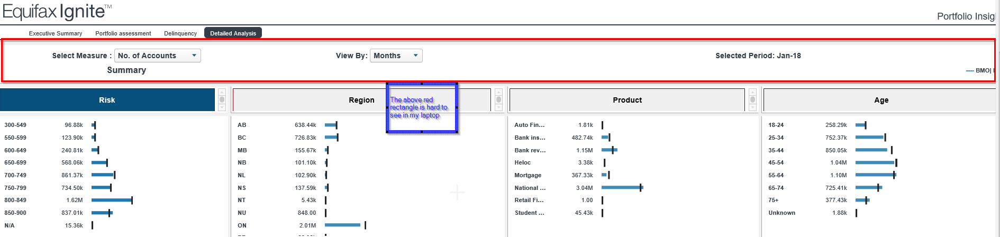 Equifax Ignite™
Portfolio Insig
Executive Summary Portfolio assessment Delinquency Detailed Analysis
Select Measure : No. of Accounts View By: Months Selected Period: Jan-18
Summary
BMO|
Risk Region Product Age
The above red
rectangle is hard to
see in my laptop
300-549 96.88k
550-599 123.90k
600-649 240.81k
650-699 568.06k
700-749 861.37k
750-799 734.50k
800-849 1.62M
850-900 837.01k
N/A 15.36k
AB 638.44k
BC 726.83k
MB 155.67k
NB 101.10k
NL 102.90k
NS 137.59k
NT 5.43k
NU 848.00
ON 2.01M
Auto Fin... 1.81k
Bank ins... 482.74k
Bank rev... 1.15M
Heloc 3.38k
Mortgage 367.33k
National ... 3.04M
Retail Fi... 1.00
Student ... 45.43k
18-24 258.29k
25-34 752.37k
35-44 850.05k
45-54 1.04M
55-64 1.10M
65-74 725.41k
75+ 377.43k
Unknown 1.88k